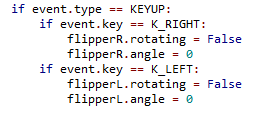 if event.type == KEYUP:
    if event.key == K_RIGHT:
        flipperR.rotating = False
        flipperR.angle = 0
    if event.key == K_LEFT:
        flipperL.rotating = False
        flipperL.angle = 0